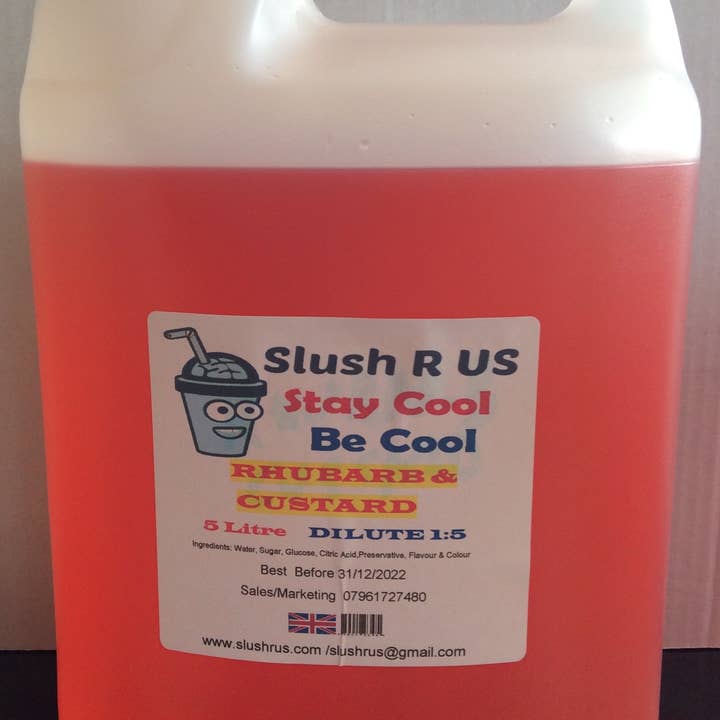 Slush R US
Stay Cool
Be Cool
RHUBARB &
CUSTARD
5 Litre DILUTE 1:5
Ingredients: Water, Sugar, Glucose, Citric Acid,Preservative, Flavour & Colour
Best Before 31/12/2022
Sales/Marketing 07961727480
www.slushrus.com /slushrus@gmail.com